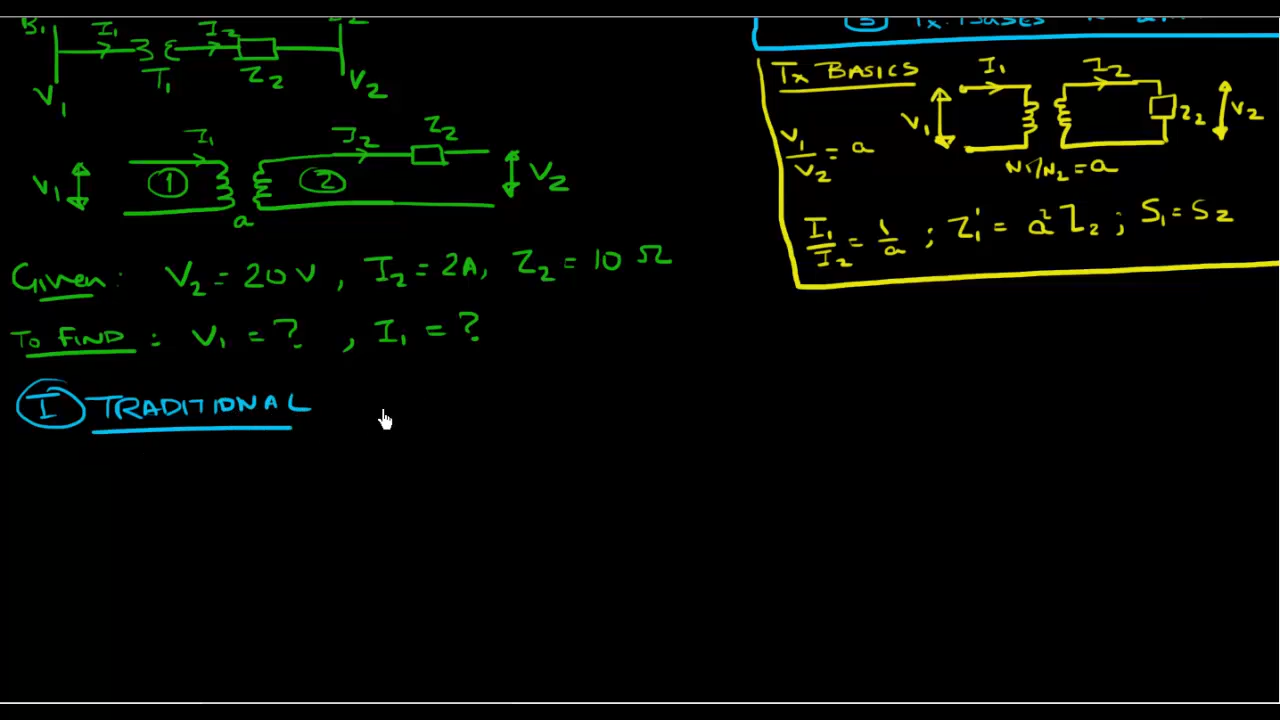 B1 I1 I2
T1 Z2
V1 V2
I1 I2 Z2
V1 ① ② V2
a
Given: V2 = 20 V, I2 = 2A, Z2 = 10 Ω
TO FIND: V1 = ?, I1 = ?
Ⓘ TRADITIONAL
Tx BASICS I1 I2
V1 Z2 V2
V1/V2 = a
N1/N2 = a
I1/I2 = 1/a ; Z1' = a²Z2 ; S1 = S2